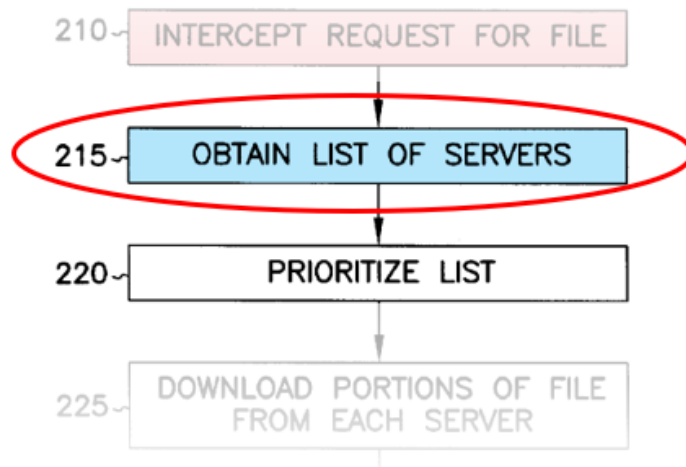 210 INTERCEPT REQUEST FOR FILE
215 OBTAIN LIST OF SERVERS
220 PRIORITIZE LIST
225 DOWNLOAD PORTIONS OF FILE
FROM EACH SERVER